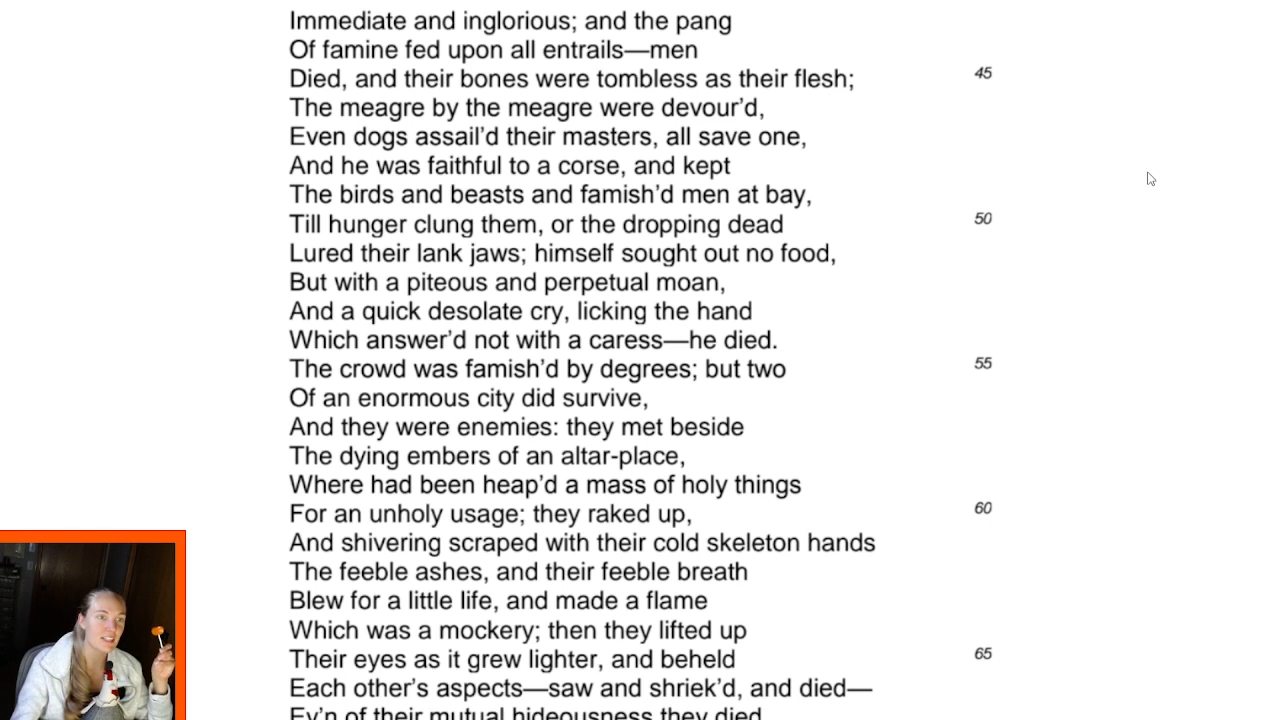 Immediate and inglorious; and the pang
Of famine fed upon all entrails—men
Died, and their bones were tombless as their flesh; 45
The meagre by the meagre were devour’d,
Even dogs assail’d their masters, all save one,
And he was faithful to a corse, and kept
The birds and beasts and famish’d men at bay,
Till hunger clung them, or the dropping dead 50
Lured their lank jaws; himself sought out no food,
But with a piteous and perpetual moan,
And a quick desolate cry, licking the hand
Which answer’d not with a caress—he died.
The crowd was famish’d by degrees; but two 55
Of an enormous city did survive,
And they were enemies: they met beside
The dying embers of an altar-place,
Where had been heap’d a mass of holy things
For an unholy usage; they raked up, 60
And shivering scraped with their cold skeleton hands
The feeble ashes, and their feeble breath
Blew for a little life, and made a flame
Which was a mockery; then they lifted up
Their eyes as it grew lighter, and beheld 65
Each other’s aspects—saw and shriek’d, and died—
Ev’n of their mutual hideousness they died